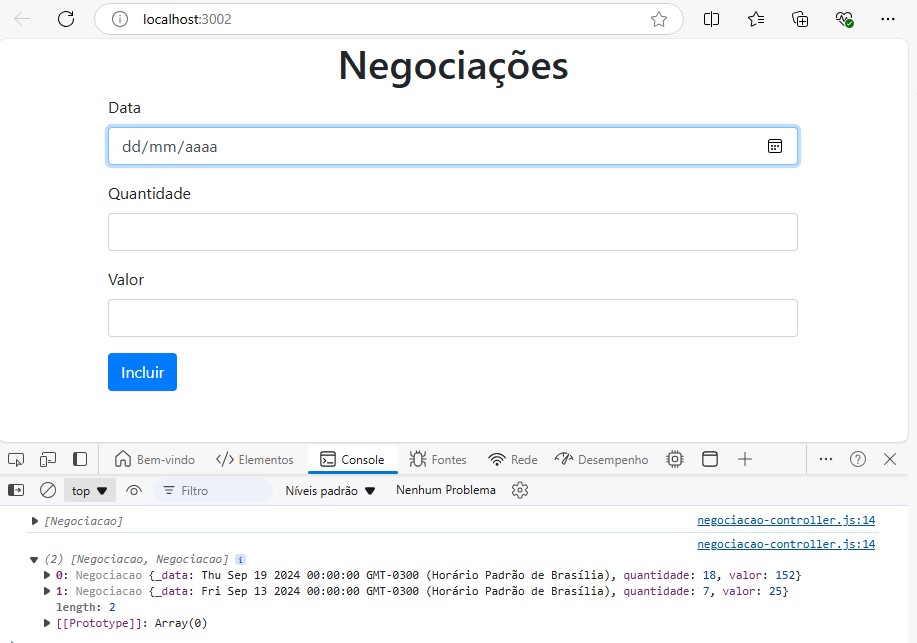 localhost:3002
Negociações
Data
dd/mm/aaaa
Quantidade
Valor
Incluir
Bem-vindo Elementos Console Fontes Rede Desempenho
top Filtro Níveis padrão Nenhum Problema
[Negociacao] negociacao-controller.js:14
negociacao-controller.js:14
(2) [Negociacao, Negociacao] i
0: Negociacao {_data: Thu Sep 19 2024 00:00:00 GMT-0300 (Horário Padrão de Brasília), quantidade: 18, valor: 152}
1: Negociacao {_data: Fri Sep 13 2024 00:00:00 GMT-0300 (Horário Padrão de Brasília), quantidade: 7, valor: 25}
length: 2
[[Prototype]]: Array(0)